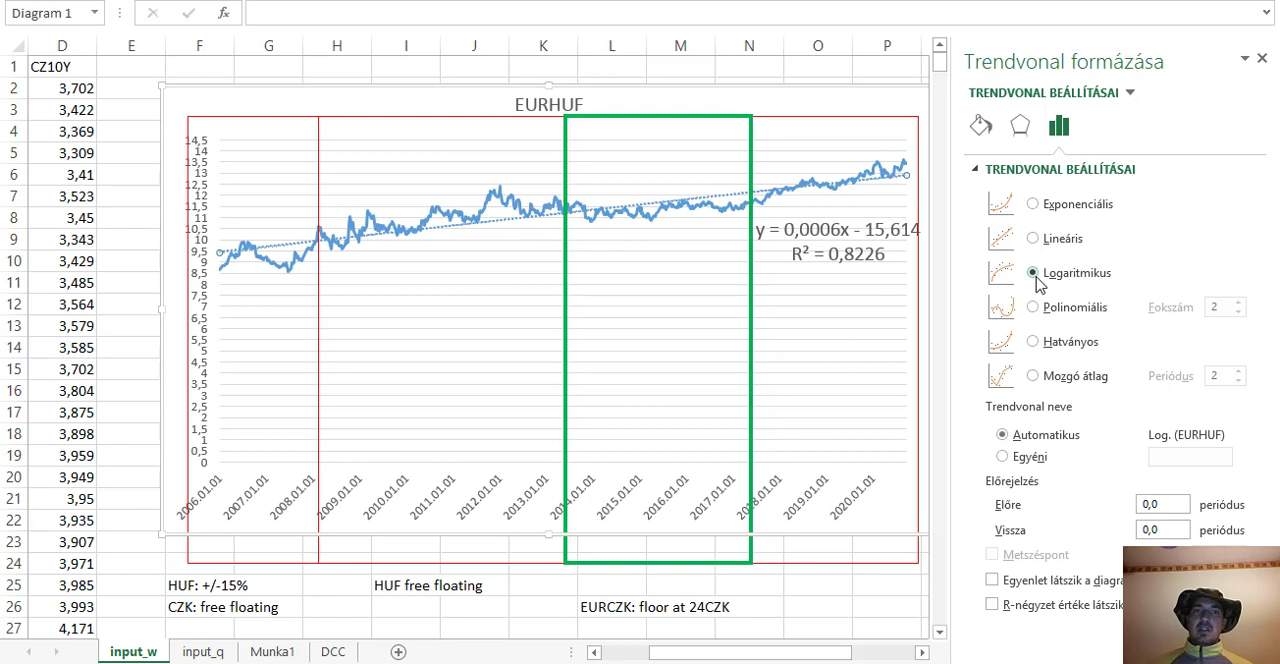 Diagram 1
fx
D E F G H I J K L M N O P
1 CZ10Y
2 3,702
3 3,422
4 3,369
5 3,309
6 3,41
7 3,523
8 3,45
9 3,343
10 3,429
11 3,485
12 3,564
13 3,579
14 3,585
15 3,702
16 3,804
17 3,875
18 3,898
19 3,959
20 3,949
21 3,95
22 3,935
23 3,907
24 3,971
25 3,985 HUF: +/-15% HUF free floating
26 3,993 CZK: free floating EURCZK: floor at 24CZK
27 4,171
EURHUF
14,5
14
13,5
13
12,5
12
11,5
11
10,5
10
9,5
9
8,5
8
7,5
7
6,5
6
5,5
5
4,5
4
3,5
3
2,5
2
1,5
1
0,5
0
y = 0,0006x - 15,614
R² = 0,8226
2006.01.01 2007.01.01 2008.01.01 2009.01.01 2010.01.01 2011.01.01 2012.01.01 2013.01.01 2014.01.01 2015.01.01 2016.01.01 2017.01.01 2018.01.01 2019.01.01 2020.01.01
input_w input_q Munka1 DCC
Trendvonal formázása
TRENDVONAL BEÁLLÍTÁSAI
TRENDVONAL BEÁLLÍTÁSAI
Exponenciális
Lineáris
Logaritmikus
Polinomiális Fokszám 2
Hatványos
Mozgó átlag Periódus 2
Trendvonal neve
Automatikus Log. (EURHUF)
Egyéni
Előrejelzés
Előre 0,0 periódus
Vissza 0,0 periódus
Metszéspont
Egyenlet látszik a diagra
R-négyzet értéke látszik